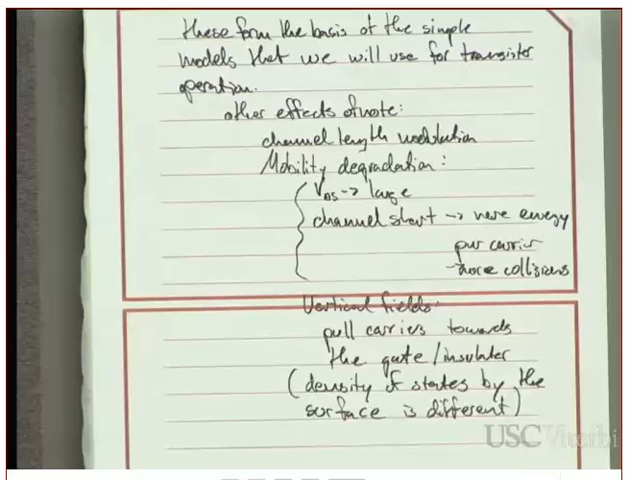 these form the basis of the simple
models that we will use for transistor
operation.
other effects of note:
channel length modulation
Mobility degradation:
V_DS -> large
channel short -> more energy
per carrier
-> more collisions
Vertical fields:
pull carriers towards
the gate/insulator
(density of states by the
surface is different)
USC Viterbi